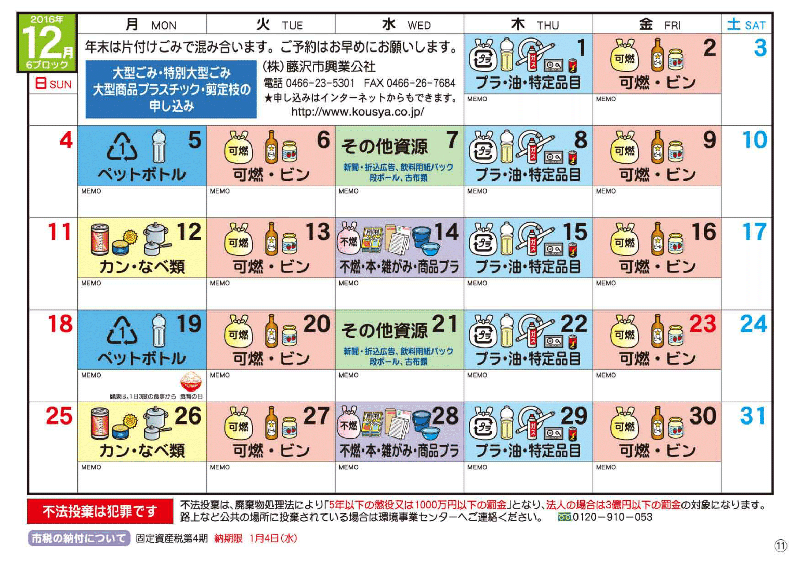 2016年
12月
6ブロック
日 SUN
月 MON
火 TUE
水 WED
木 THU
金 FRI
土 SAT
年末は片付けごみで混み合います。ご予約はお早めにお願いします。
大型ごみ・特別大型ごみ
大型商品プラスチック・剪定枝の
申し込み
(株)藤沢市興業公社
電話 0466-23-5301 FAX 0466-26-7684
★申し込みはインターネットからもできます。
http://www.kousya.co.jp/
1
プラ
プラ・油・特定品目
MEMO
2
可燃
可燃・ビン
MEMO
3
4
5
1
ペットボトル
MEMO
6
可燃
可燃・ビン
MEMO
7
その他資源
新聞・折込広告、飲料用紙パック
段ボール、古布類
MEMO
8
プラ
プラ・油・特定品目
MEMO
9
可燃
可燃・ビン
MEMO
10
11
12
カン・なべ類
MEMO
13
可燃
可燃・ビン
MEMO
14
不燃
不燃・本・雑がみ・商品プラ
MEMO
15
プラ
プラ・油・特定品目
MEMO
16
可燃
可燃・ビン
MEMO
17
18
19
1
ペットボトル
MEMO
健康は、1日3回の食事から 食育の日
20
可燃
可燃・ビン
MEMO
21
その他資源
新聞・折込広告、飲料用紙パック
段ボール、古布類
MEMO
22
プラ
プラ・油・特定品目
MEMO
23
可燃
可燃・ビン
MEMO
24
25
26
カン・なべ類
MEMO
27
可燃
可燃・ビン
MEMO
28
不燃
不燃・本・雑がみ・商品プラ
MEMO
29
プラ
プラ・油・特定品目
MEMO
30
可燃
可燃・ビン
MEMO
31
不法投棄は犯罪です
不法投棄は、廃棄物処理法により「5年以下の懲役又は1000万円以下の罰金」となり、法人の場合は3億円以下の罰金の対象になります。
路上など公共の場所に投棄されている場合は環境事業センターへご連絡ください。 0120-910-053
市税の納付について 固定資産税第4期 納期限 1月4日(水)
⑪